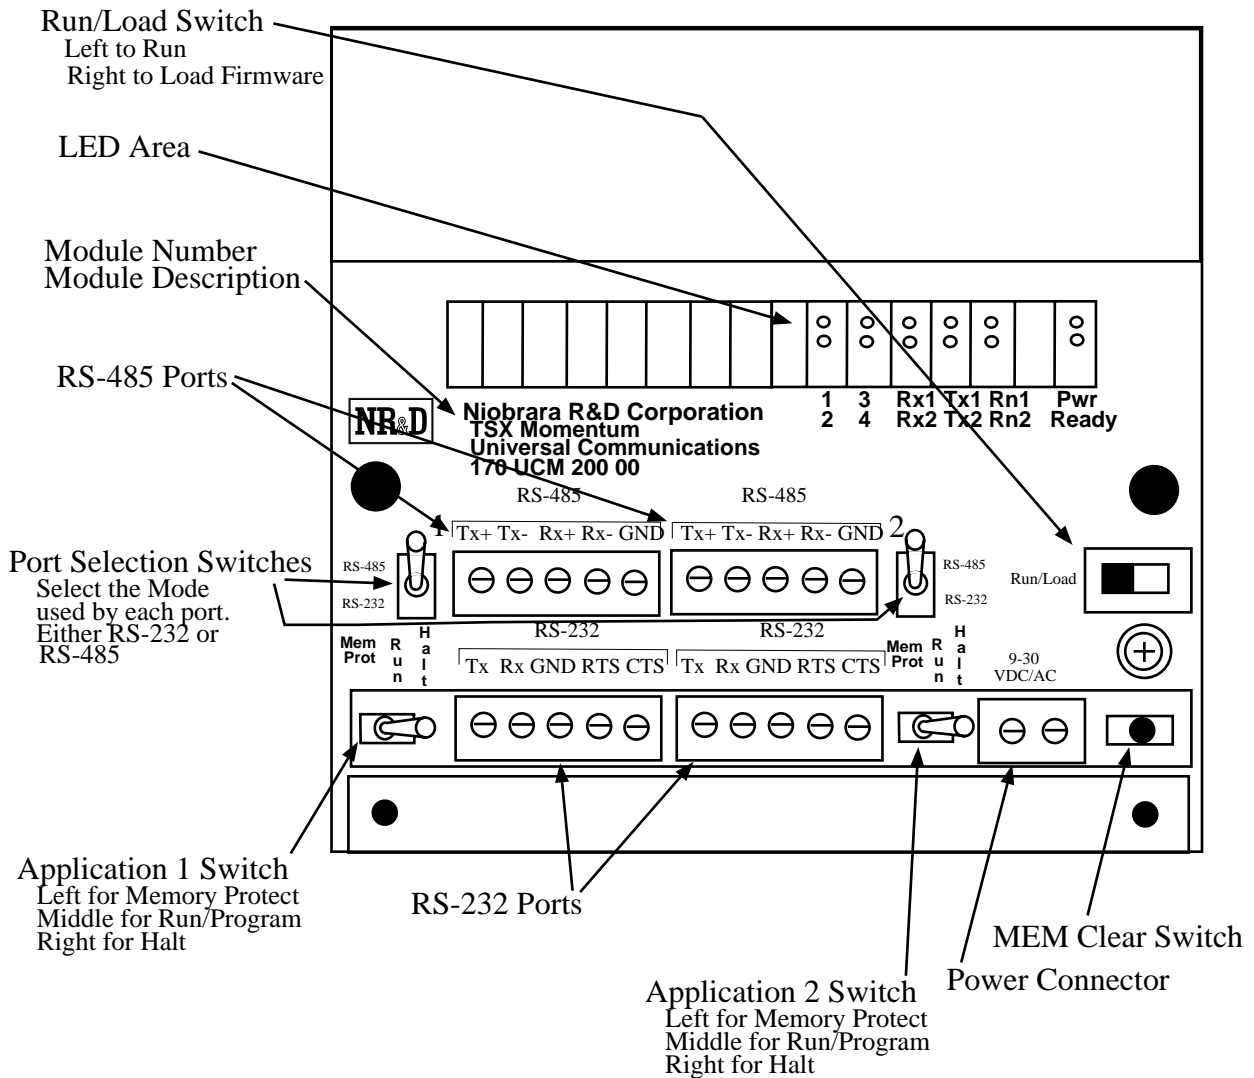 Run/Load Switch
Left to Run
Right to Load Firmware
LED Area
Module Number
Module Description
1 3 Rx1 Tx1 Rn1 Pwr
2 4 Rx2 Tx2 Rn2 Ready
RS-485 Ports
NR&D
Niobrara R&D Corporation
TSX Momentum
Universal Communications
170 UCM 200 00
RS-485 RS-485
1 Tx+ Tx- Rx+ Rx- GND Tx+ Tx- Rx+ Rx- GND 2
Port Selection Switches
Select the Mode
used by each port.
Either RS-232 or
RS-485
RS-485
RS-232
RS-485
RS-232
Run/Load
RS-232 RS-232
Mem Prot Run Halt
Tx Rx GND RTS CTS Tx Rx GND RTS CTS
Mem Prot Run Halt
9-30
VDC/AC
Application 1 Switch
Left for Memory Protect
Middle for Run/Program
Right for Halt
RS-232 Ports
MEM Clear Switch
Power Connector
Application 2 Switch
Left for Memory Protect
Middle for Run/Program
Right for Halt